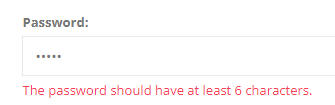 Password:
•••••
The password should have at least 6 characters.